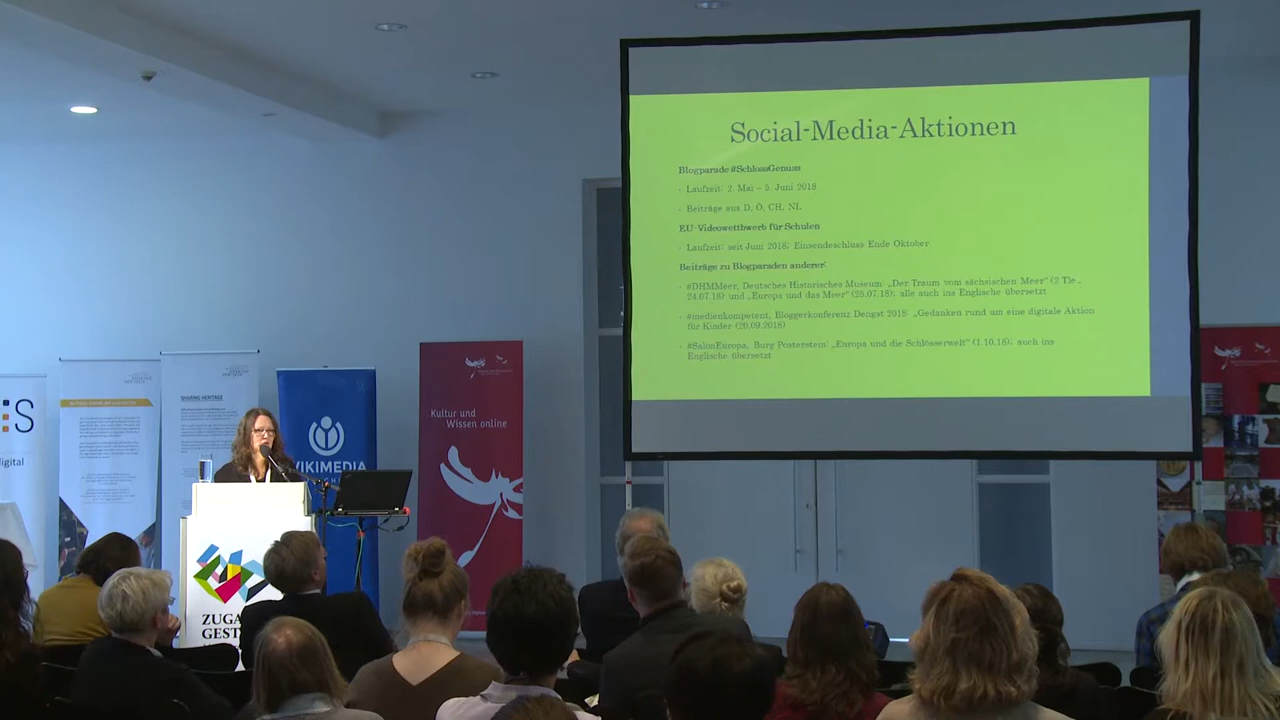 Social-Media-Aktionen
Blogparade #SchlossGenuss
- Laufzeit: 2. Mai – 5. Juni 2018
- Beiträge aus D, Ö, CH, NL
EU-Videowettbwerb für Schulen
- Laufzeit: seit Juni 2018; Einsendeschluss Ende Oktober
Beiträge zu Blogparaden anderer:
- #DHMMeer, Deutsches Historisches Museum: „Der Traum vom sächsischen Meer“ (2 Tle.,
24.07.18) und „Europa und das Meer“ (25.07.18); alle auch ins Englische übersetzt
- #medienkompetent, Bloggerkonferenz Dengst 2018: „Gedanken rund um eine digitale Aktion
für Kinder (20.09.2018)
- #SalonEuropa, Burg Posterstein: „Europa und die Schlösserwelt“ (1.10.18); auch ins
Englische übersetzt
:S
digital
SHARING HERITAGE
WIKIMEDIA
Kultur und
Wissen online
ZUGA
GEST